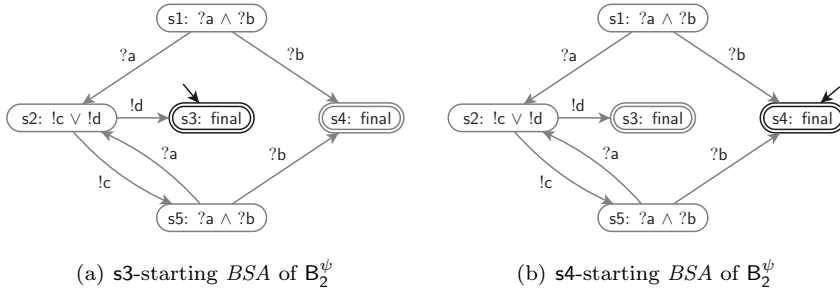 s1: ?a ∧ ?b
?a
?b
s2: !c ∨ !d
!d
s3: final
s4: final
?a
?b
!c
s5: ?a ∧ ?b
(a) s3-starting BSA of B₂^ψ
s1: ?a ∧ ?b
?a
?b
s2: !c ∨ !d
!d
s3: final
s4: final
?a
?b
!c
s5: ?a ∧ ?b
(b) s4-starting BSA of B₂^ψ